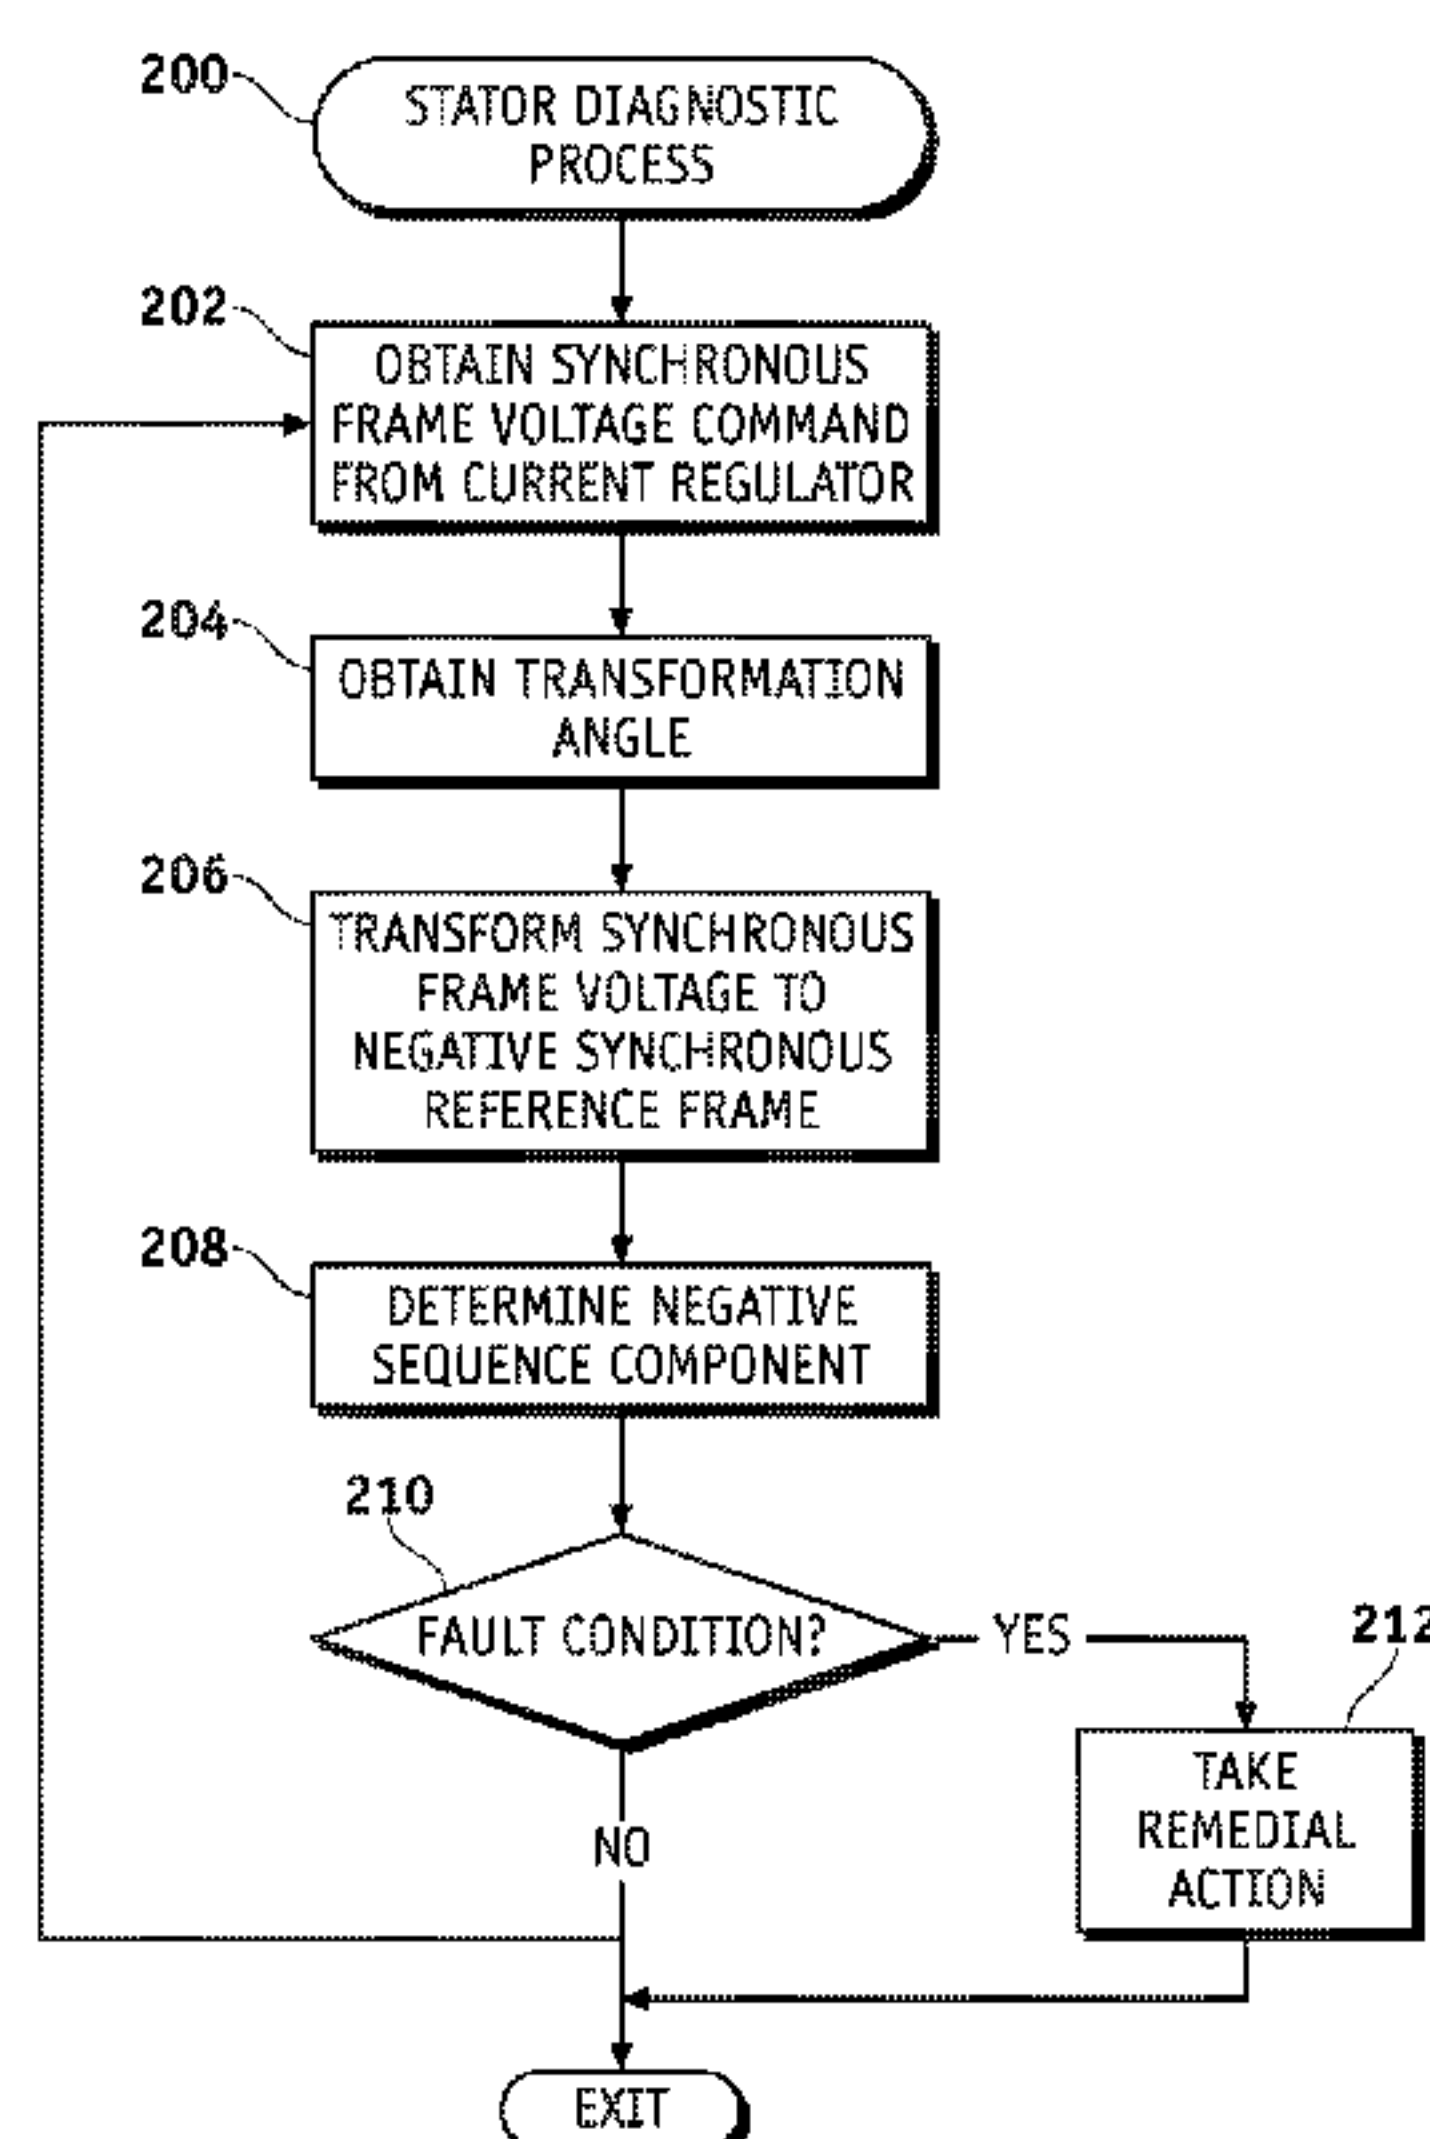 200
STATOR DIAGNOSTIC
PROCESS
202
OBTAIN SYNCHRONOUS
FRAME VOLTAGE COMMAND
FROM CURRENT REGULATOR
204
OBTAIN TRANSFORMATION
ANGLE
206
TRANSFORM SYNCHRONOUS
FRAME VOLTAGE TO
NEGATIVE SYNCHRONOUS
REFERENCE FRAME
208
DETERMINE NEGATIVE
SEQUENCE COMPONENT
210
FAULT CONDITION?
YES
212
TAKE
REMEDIAL
ACTION
NO
EXIT